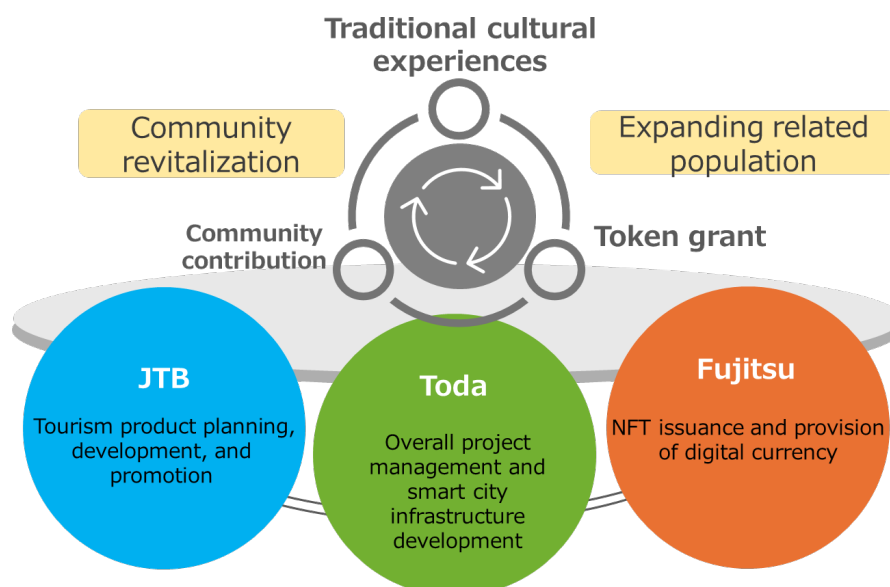 Traditional cultural
experiences
Community
revitalization
Expanding related
population
Community
contribution
Token grant
JTB
Tourism product planning,
development, and
promotion
Toda
Overall project
management and
smart city
infrastructure
development
Fujitsu
NFT issuance and provision
of digital currency